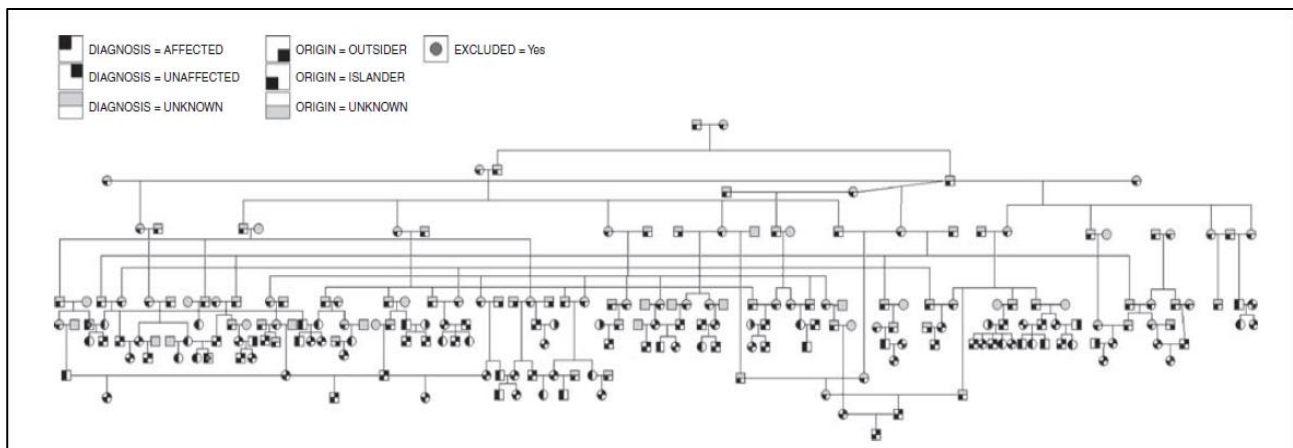 DIAGNOSIS = AFFECTED
ORIGIN = OUTSIDER
EXCLUDED = Yes
DIAGNOSIS = UNAFFECTED
ORIGIN = ISLANDER
DIAGNOSIS = UNKNOWN
ORIGIN = UNKNOWN